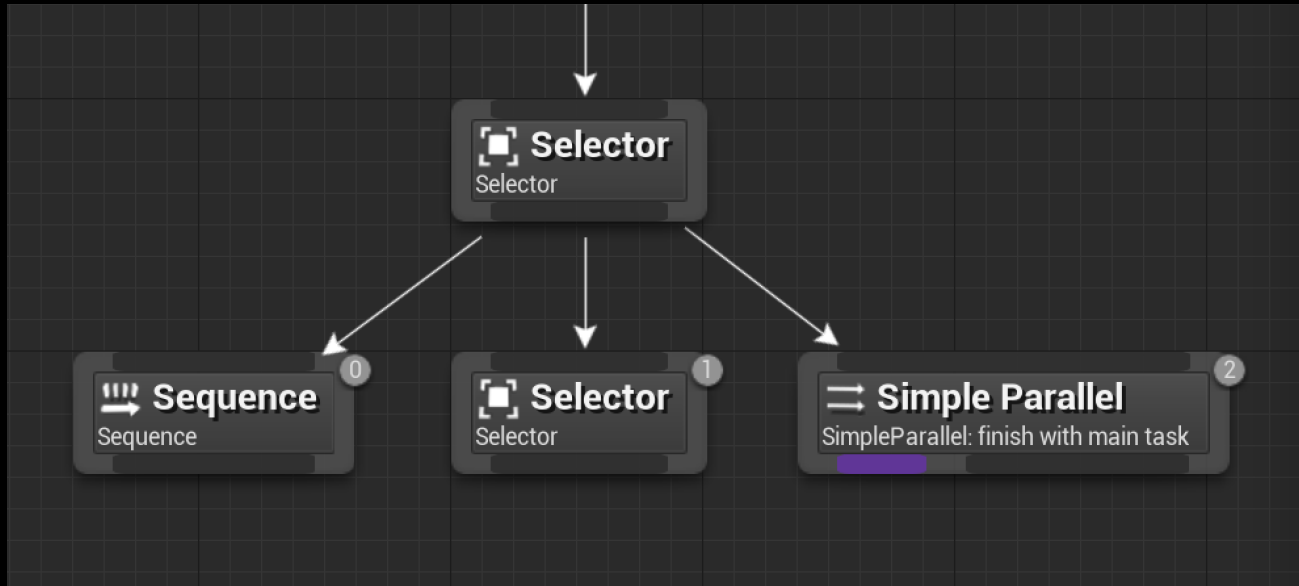 Selector
Selector
0
1
2
Sequence
Sequence
Selector
Selector
Simple Parallel
SimpleParallel: finish with main task